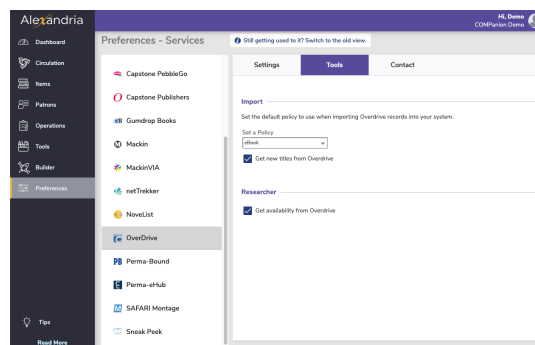 Alexandria
Hi, Demo
COMPanion Demo
Dashboard
Circulation
Items
Patrons
Operations
Tools
Builder
Preferences
Tips
Read More
Preferences - Services
Still getting used to it? Switch to the old view.
Capstone PebbleGo
Capstone Publishers
Gumdrop Books
Mackin
MackinVIA
netTrekker
NoveList
OverDrive
Perma-Bound
Perma-eHub
SAFARI Montage
Sneak Peek
Settings
Tools
Contact
Import
Set the default policy to use when importing Overdrive records into your system.
Set a Policy
eBook
Get new titles from Overdrive
Researcher
Get availability from Overdrive